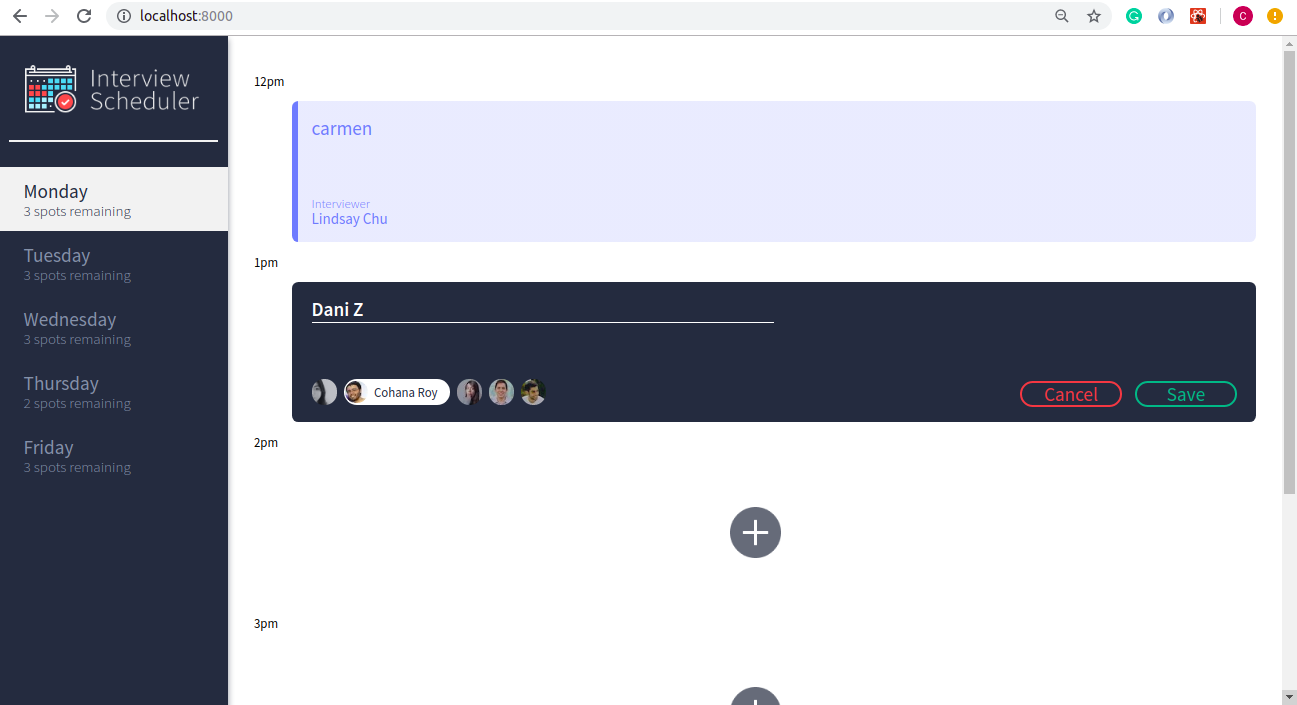 localhost:8000
C
Interview
Scheduler
Monday
3 spots remaining
Tuesday
3 spots remaining
Wednesday
3 spots remaining
Thursday
2 spots remaining
Friday
3 spots remaining
12pm
carmen
Interviewer
Lindsay Chu
1pm
Dani Z
Cohana Roy
Cancel
Save
2pm
3pm